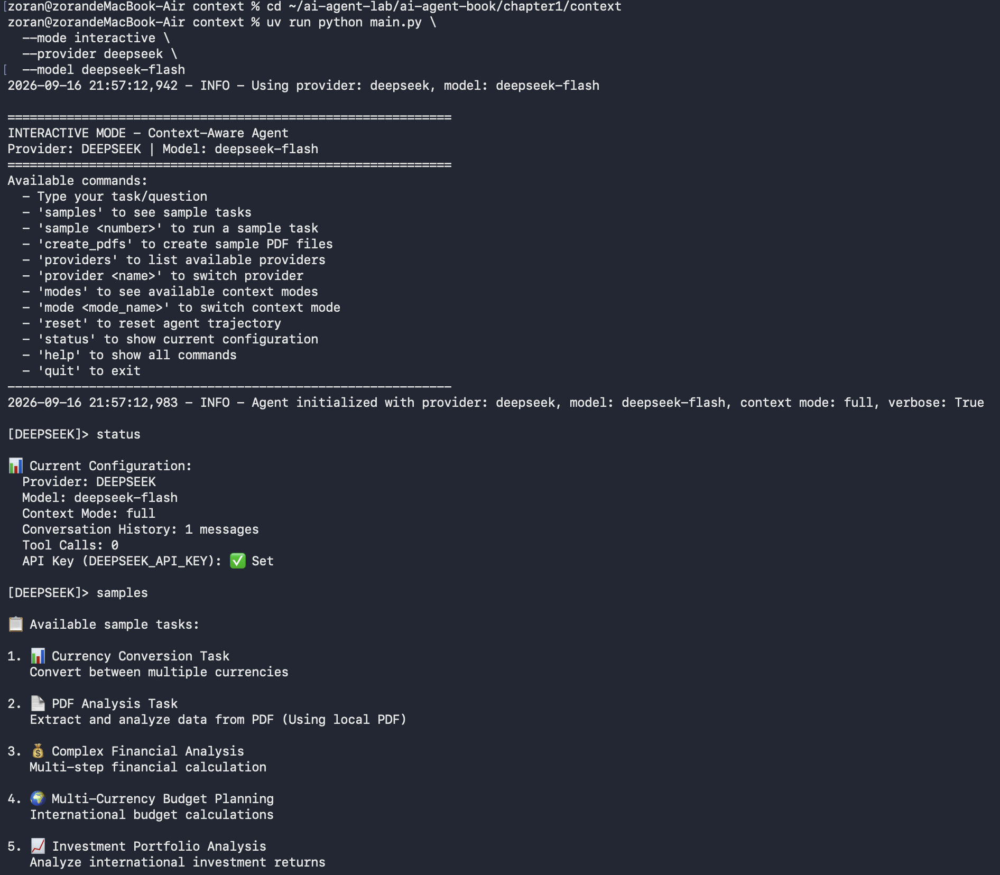 [zoran@zorandeMacBook-Air context % cd ~/ai-agent-lab/ai-agent-book/chapter1/context
zoran@zorandeMacBook-Air context % uv run python main.py \
  --mode interactive \
  --provider deepseek \
[  --model deepseek-flash
2026-09-16 21:57:12,942 - INFO - Using provider: deepseek, model: deepseek-flash
============================================================
INTERACTIVE MODE - Context-Aware Agent
Provider: DEEPSEEK | Model: deepseek-flash
============================================================
Available commands:
  - Type your task/question
  - 'samples' to see sample tasks
  - 'sample <number>' to run a sample task
  - 'create_pdfs' to create sample PDF files
  - 'providers' to list available providers
  - 'provider <name>' to switch provider
  - 'modes' to see available context modes
  - 'mode <mode_name>' to switch context mode
  - 'reset' to reset agent trajectory
  - 'status' to show current configuration
  - 'help' to show all commands
  - 'quit' to exit
------------------------------------------------------------
2026-09-16 21:57:12,983 - INFO - Agent initialized with provider: deepseek, model: deepseek-flash, context mode: full, verbose: True
[DEEPSEEK]> status
📊 Current Configuration:
  Provider: DEEPSEEK
  Model: deepseek-flash
  Context Mode: full
  Conversation History: 1 messages
  Tool Calls: 0
  API Key (DEEPSEEK_API_KEY): ✅ Set
[DEEPSEEK]> samples
📋 Available sample tasks:
1. 📊 Currency Conversion Task
   Convert between multiple currencies
2. 📄 PDF Analysis Task
   Extract and analyze data from PDF (Using local PDF)
3. 💰 Complex Financial Analysis
   Multi-step financial calculation
4. 🌍 Multi-Currency Budget Planning
   International budget calculations
5. 📈 Investment Portfolio Analysis
   Analyze international investment returns